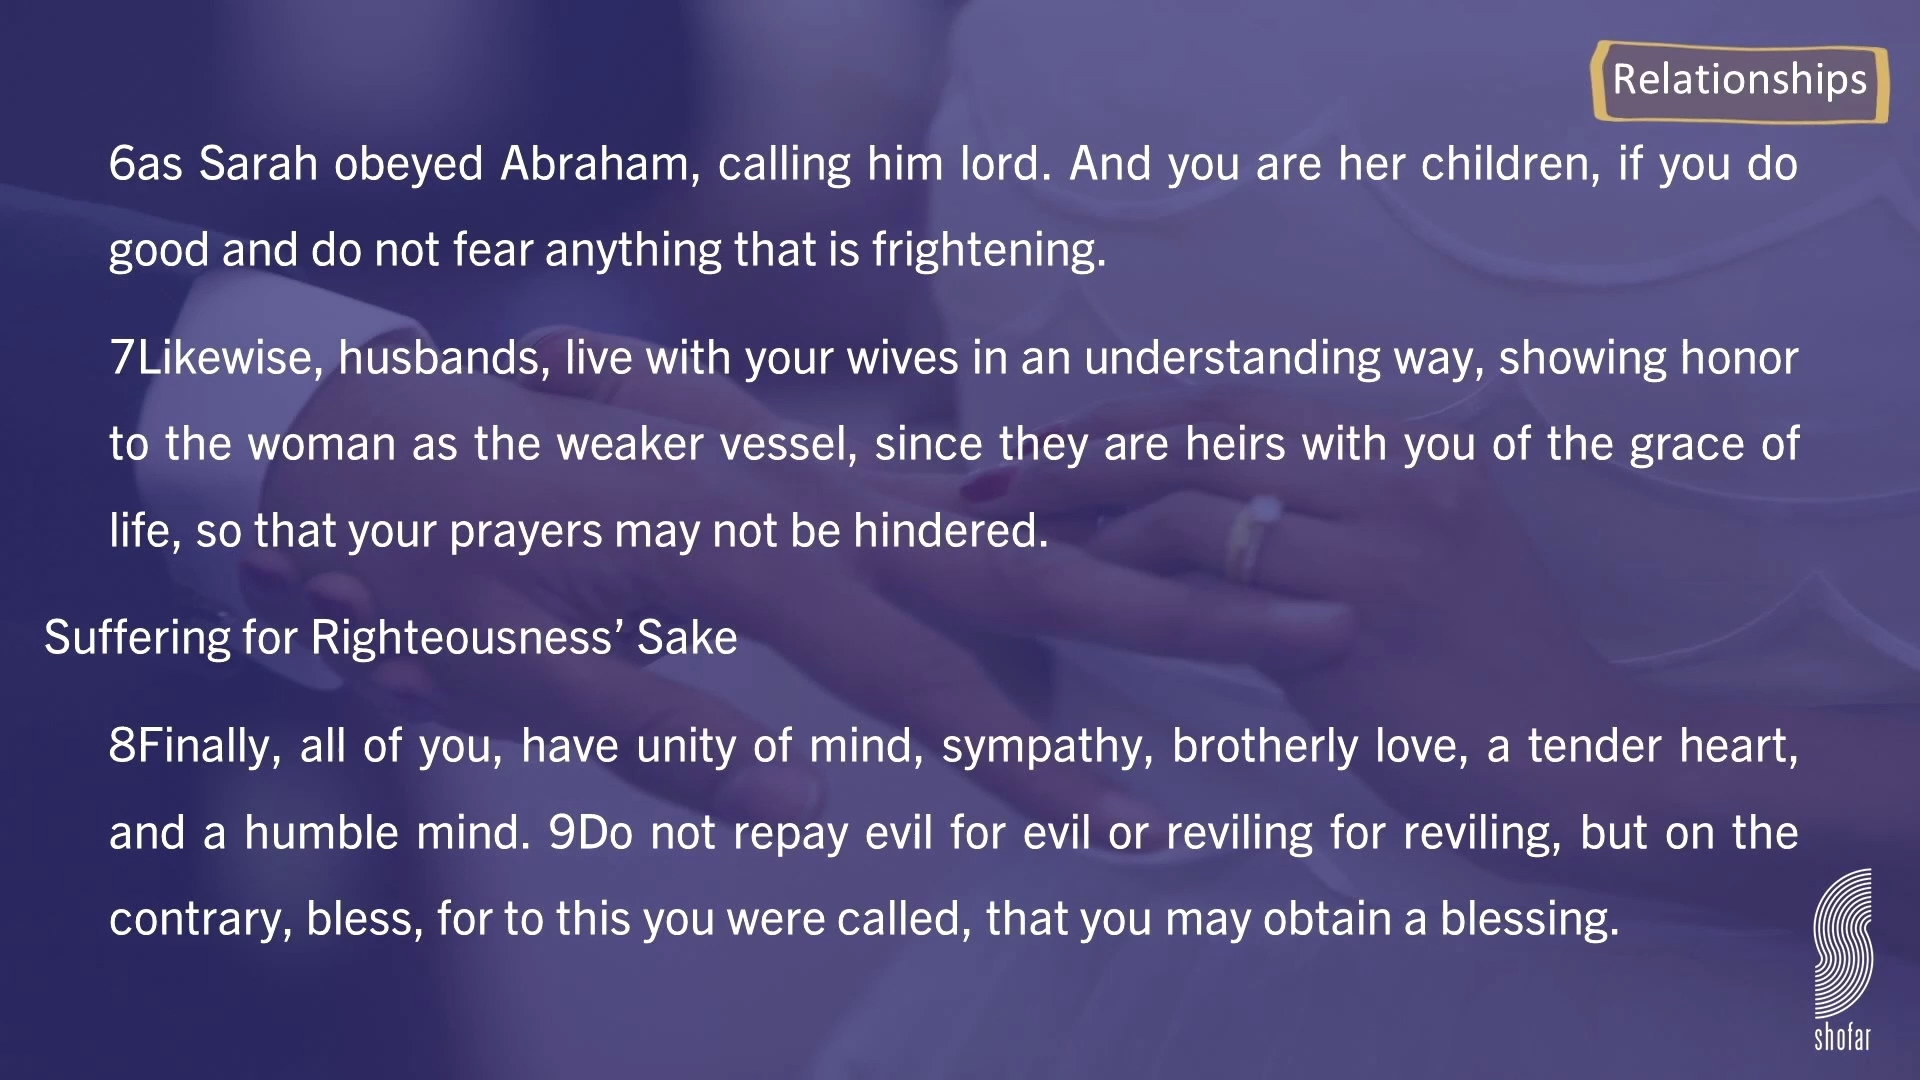 Relationships
6as Sarah obeyed Abraham, calling him lord. And you are her children, if you do
good and do not fear anything that is frightening.
7Likewise, husbands, live with your wives in an understanding way, showing honor
to the woman as the weaker vessel, since they are heirs with you of the grace of
life, so that your prayers may not be hindered.
Suffering for Righteousness’ Sake
8Finally, all of you, have unity of mind, sympathy, brotherly love, a tender heart,
and a humble mind. 9Do not repay evil for evil or reviling for reviling, but on the
contrary, bless, for to this you were called, that you may obtain a blessing.
shofar